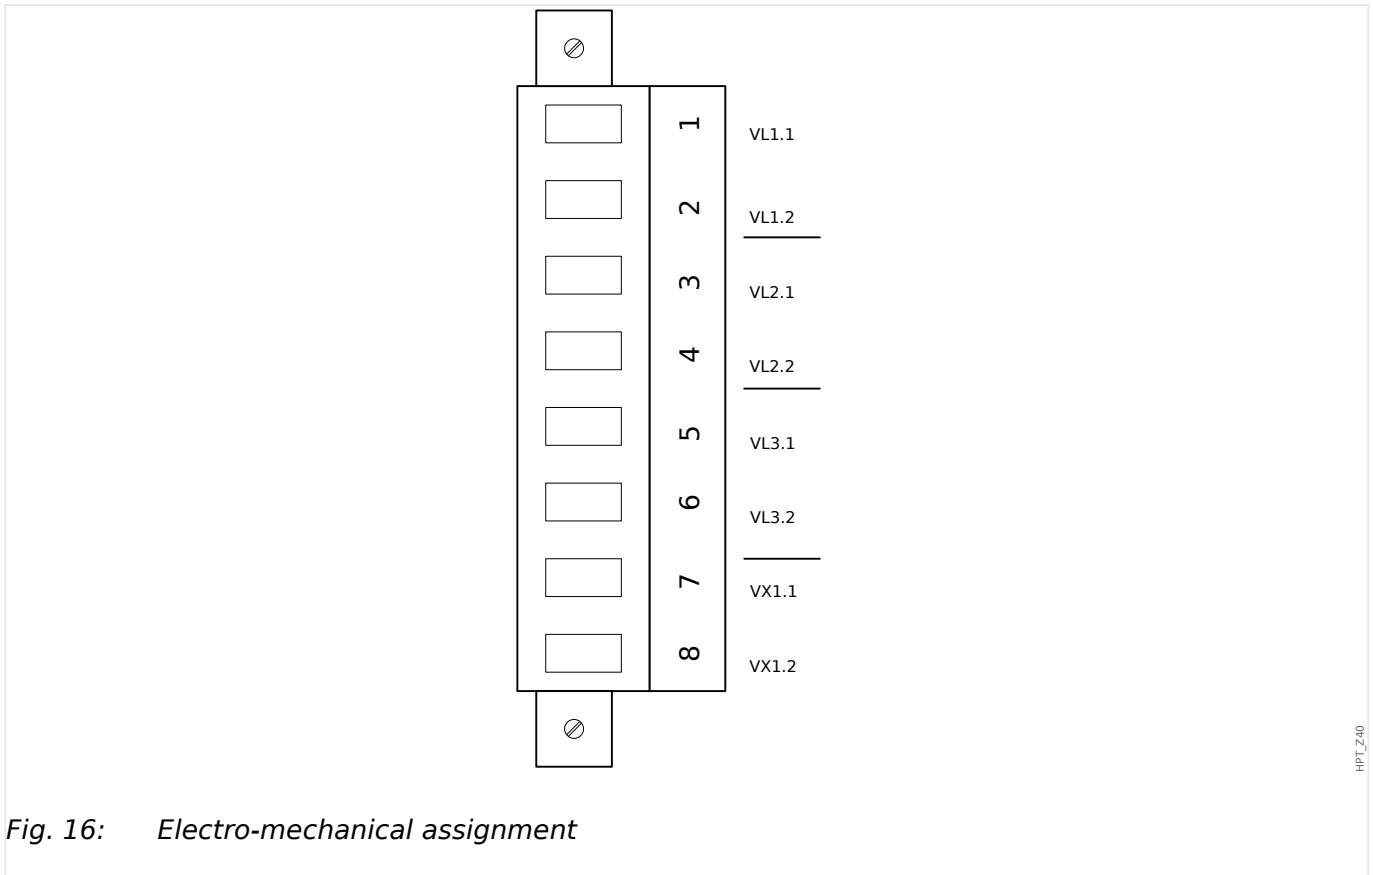 1 VL1.1
2 VL1.2
3 VL2.1
4 VL2.2
5 VL3.1
6 VL3.2
7 VX1.1
8 VX1.2
HPT_Z40
Fig. 16: Electro-mechanical assignment